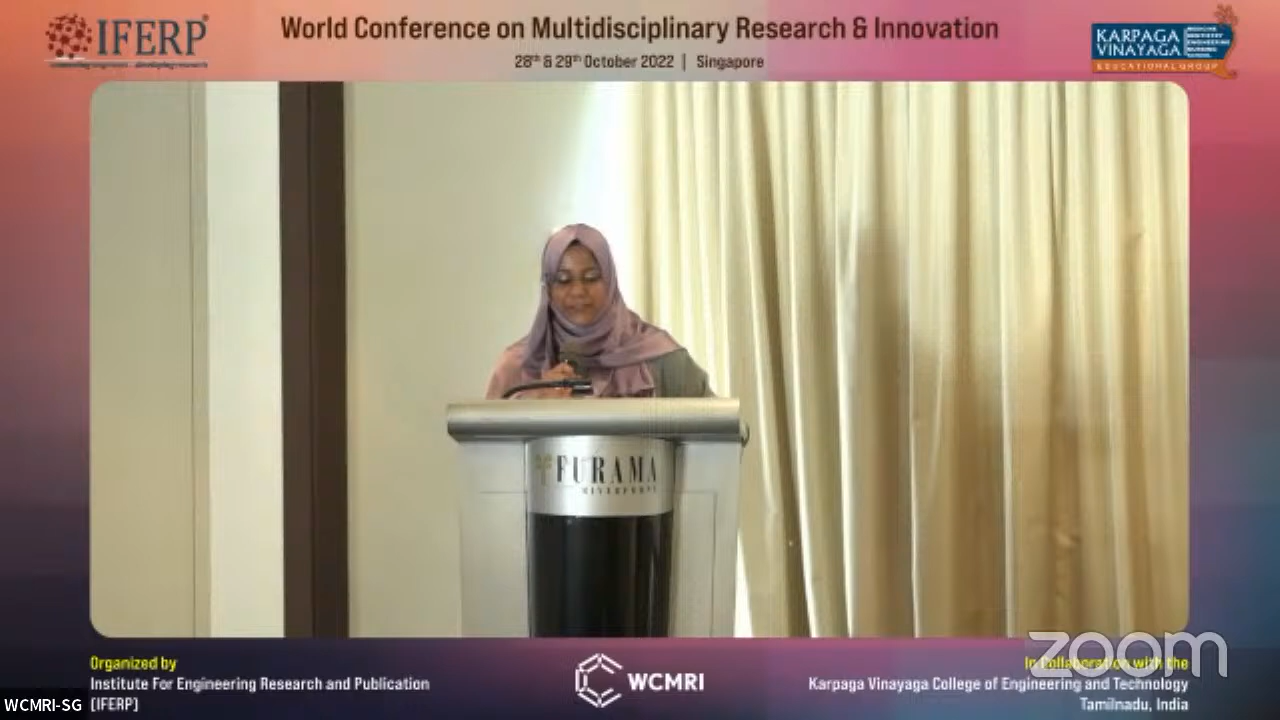 IFERP
World Conference on Multidisciplinary Research & Innovation
28th & 29th October 2022 | Singapore
KARPAGA
VINAYAGA
EDUCATIONAL GROUP
FURAMA
RIVERFRONT
Organized by
Institute For Engineering Research and Publication
[IFERP]
WCMRI-SG
WCMRI
zoom
In Collaboration with the
Karpaga Vinayaga College of Engineering and Technology
Tamilnadu, India